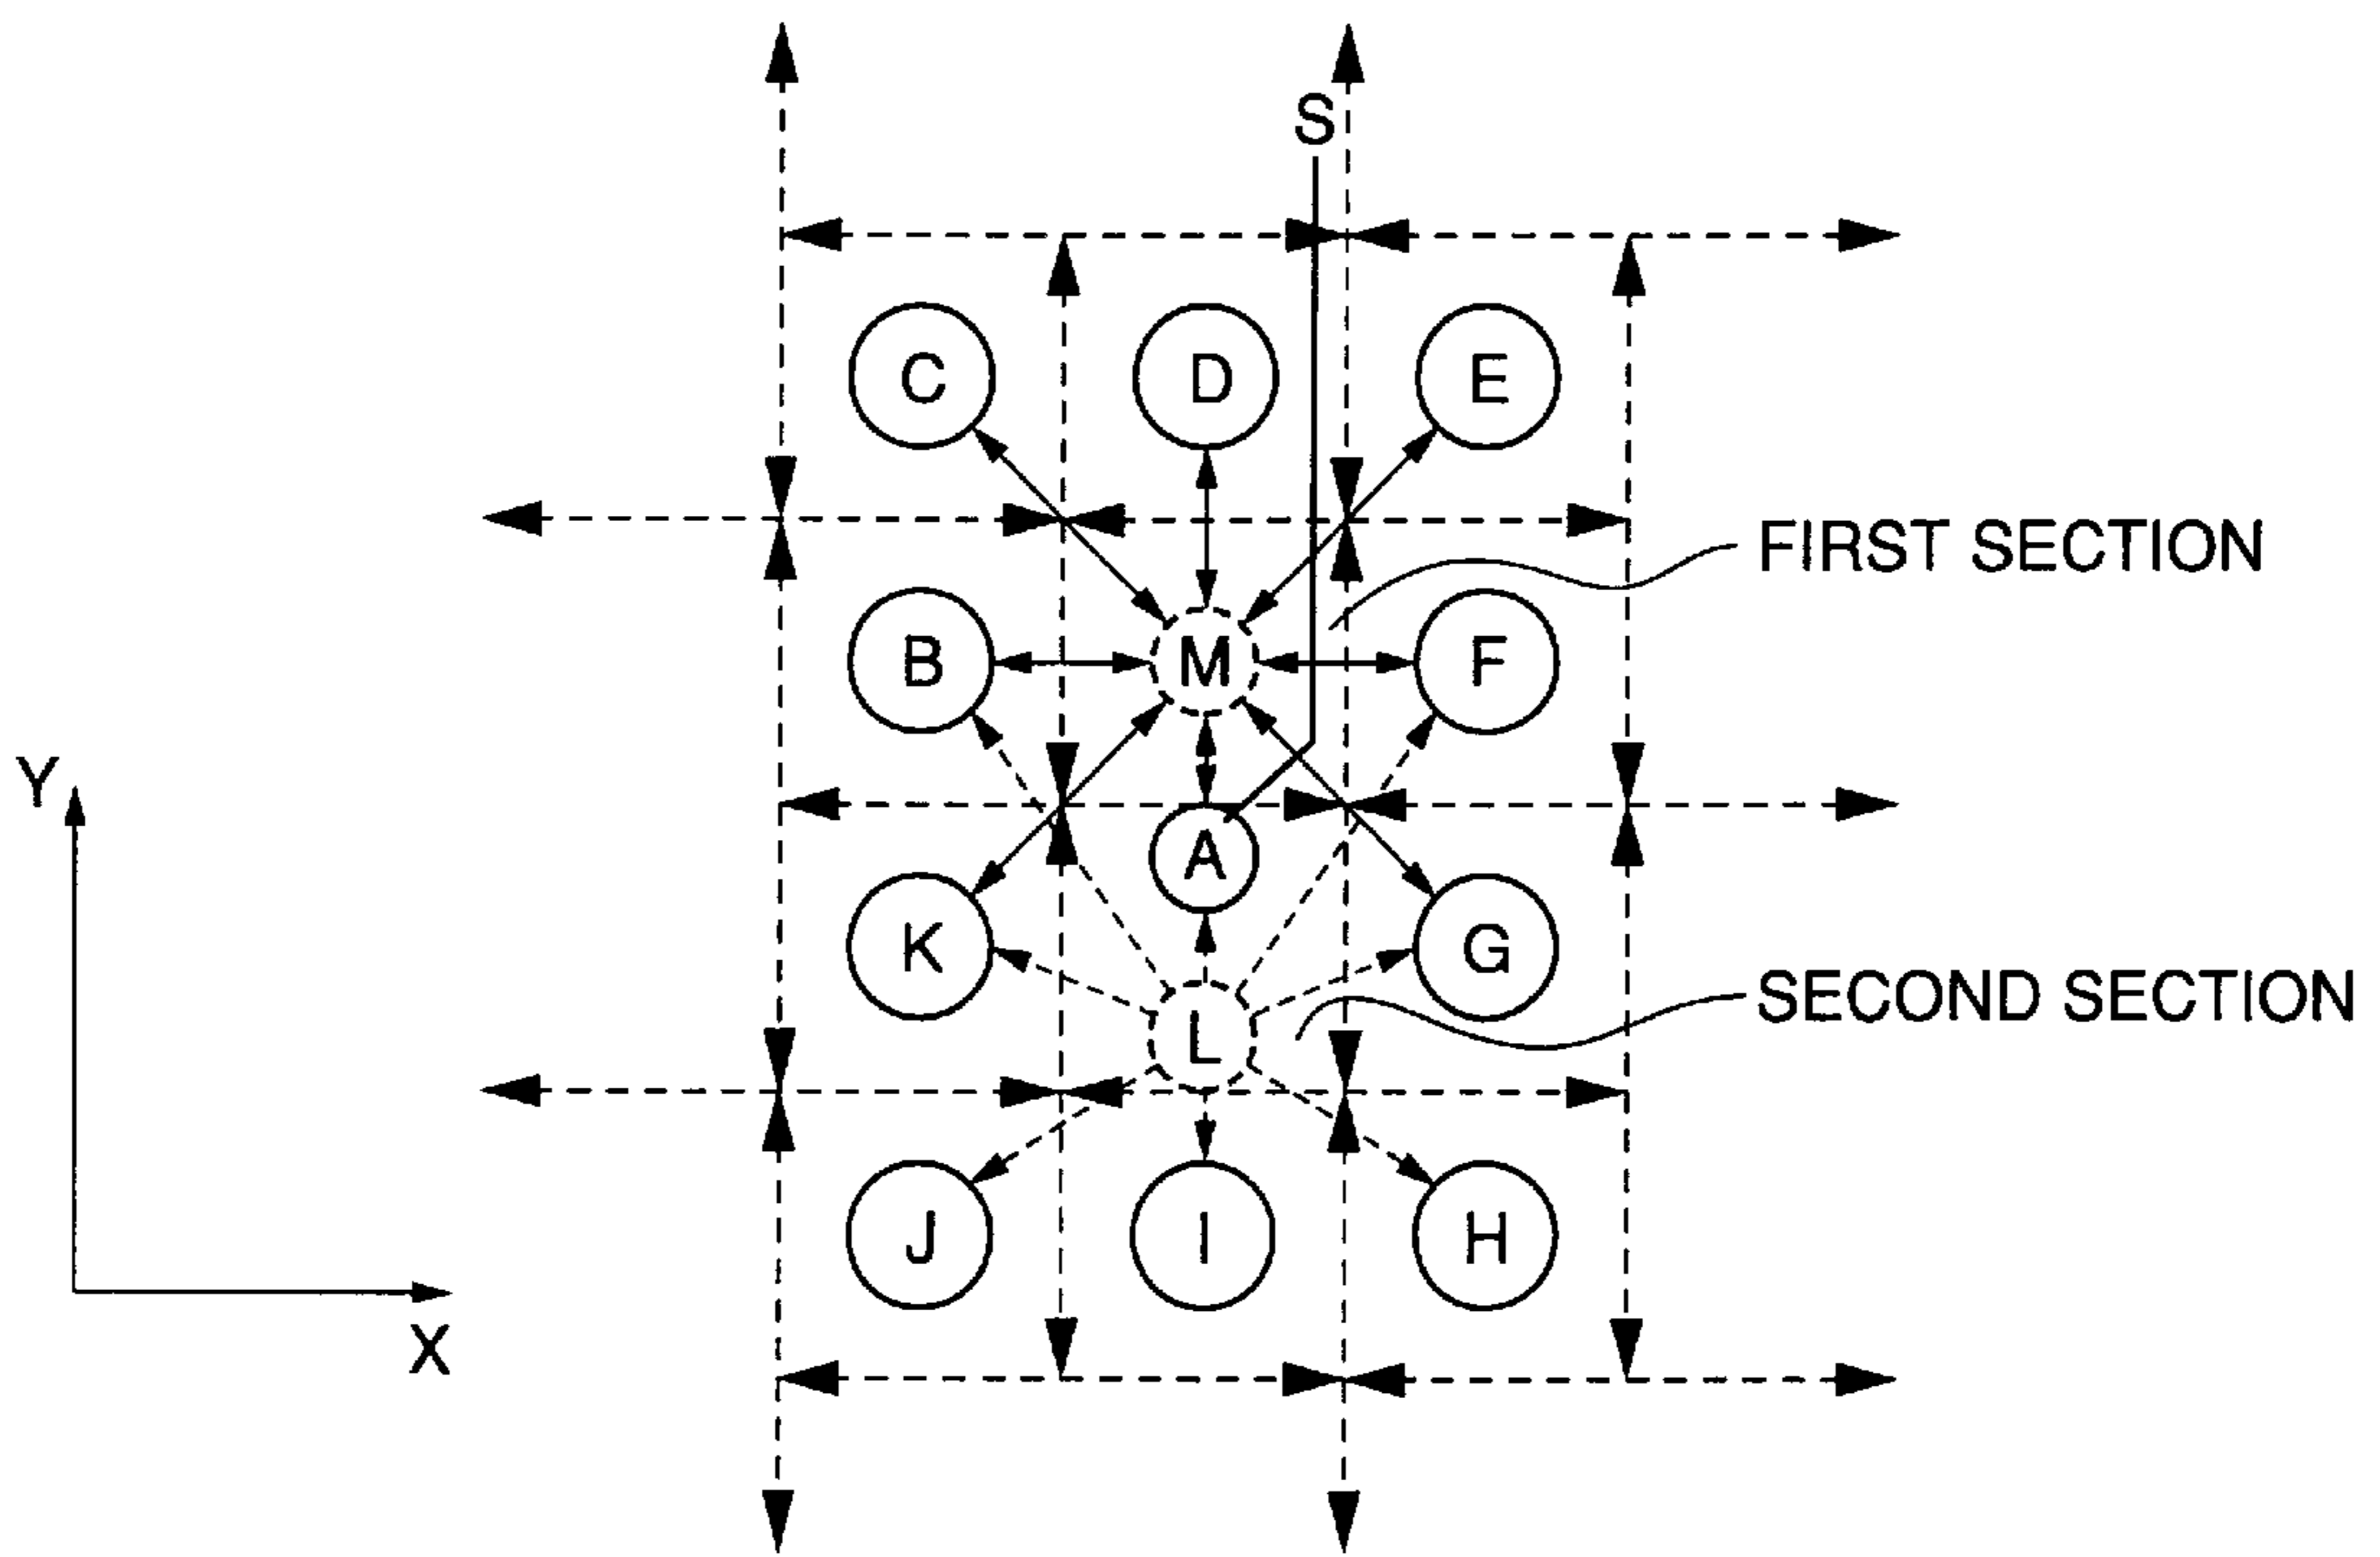 S
C D E
FIRST SECTION
B M F
Y
A
K G
SECOND SECTION
L
J I H
X